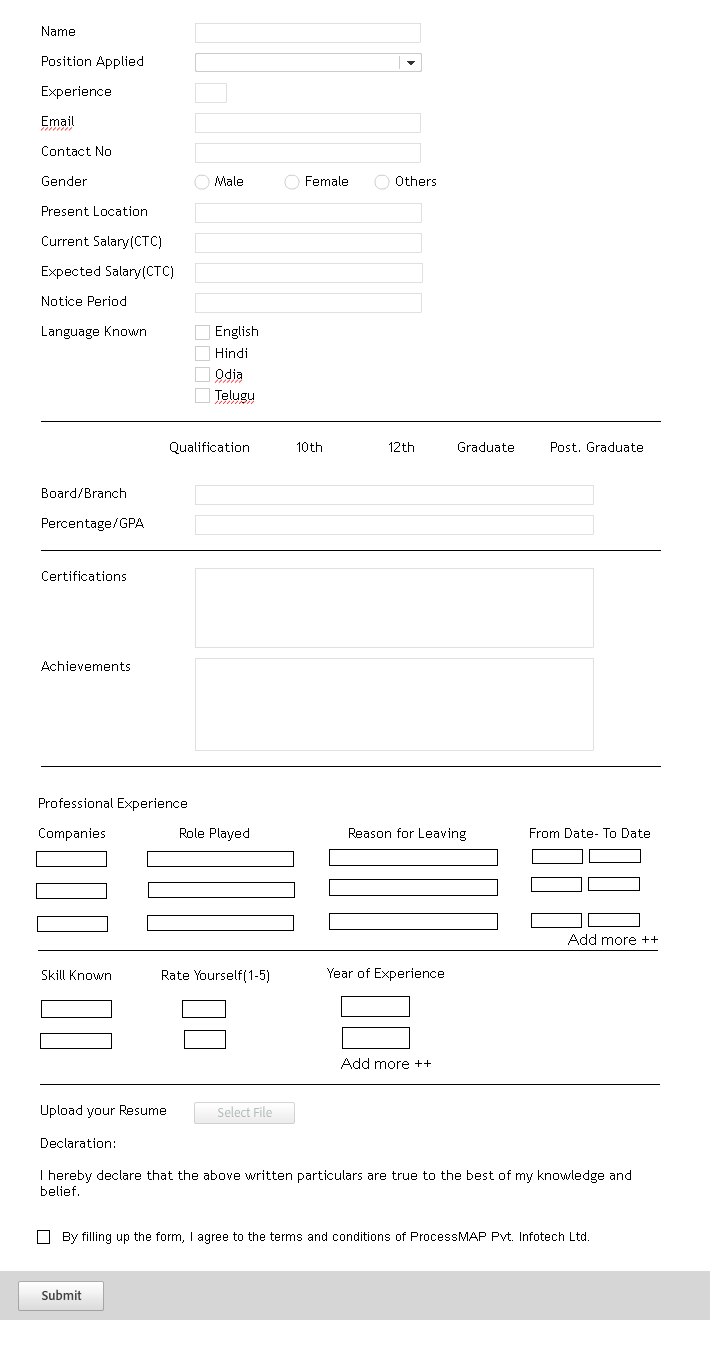 Name
Position Applied
Experience
Email
Contact No
Gender Male Female Others
Present Location
Current Salary(CTC)
Expected Salary(CTC)
Notice Period
Language Known English
Hindi
Odia
Telugu
Qualification 10th 12th Graduate Post. Graduate
Board/Branch
Percentage/GPA
Certifications
Achievements
Professional Experience
Companies Role Played Reason for Leaving From Date- To Date
Add more ++
Skill Known Rate Yourself(1-5) Year of Experience
Add more ++
Upload your Resume Select File
Declaration:
I hereby declare that the above written particulars are true to the best of my knowledge and
belief.
By filling up the form, I agree to the terms and conditions of ProcessMAP Pvt. Infotech Ltd.
Submit